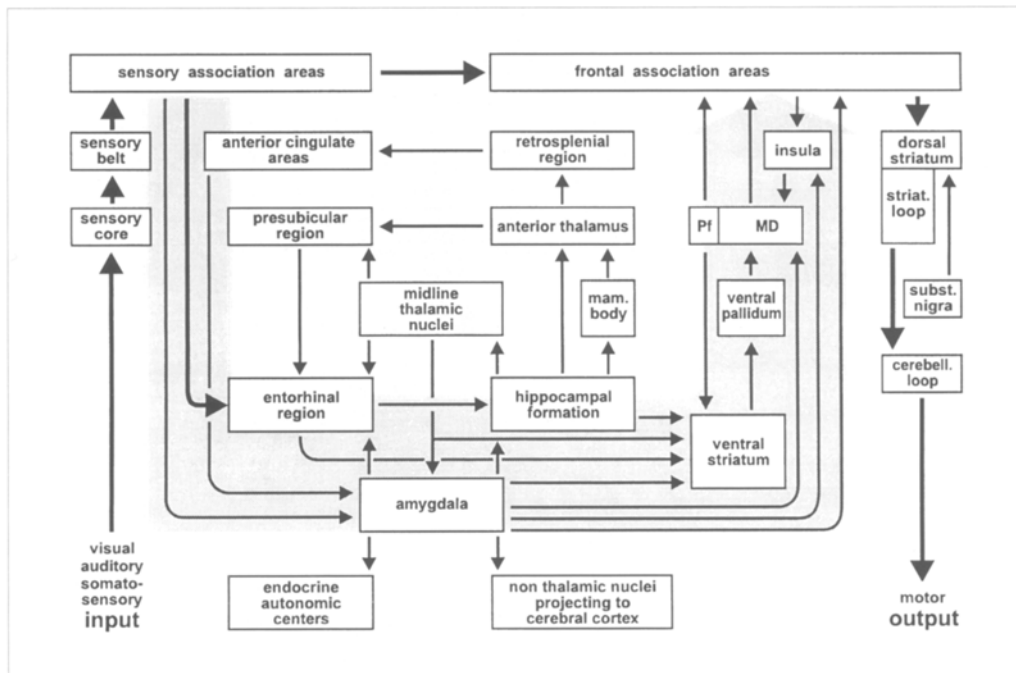 sensory association areas
frontal association areas
sensory
belt
anterior cingulate
areas
retrosplenial
region
insula
dorsal
striatum
striat.
loop
sensory
core
presubicular
region
anterior thalamus
Pf
MD
midline
thalamic
nuclei
mam.
body
ventral
pallidum
subst.
nigra
cerebell.
loop
entorhinal
region
hippocampal
formation
ventral
striatum
amygdala
visual
auditory
somato-
sensory
input
endocrine
autonomic
centers
non thalamic nuclei
projecting to
cerebral cortex
motor
output